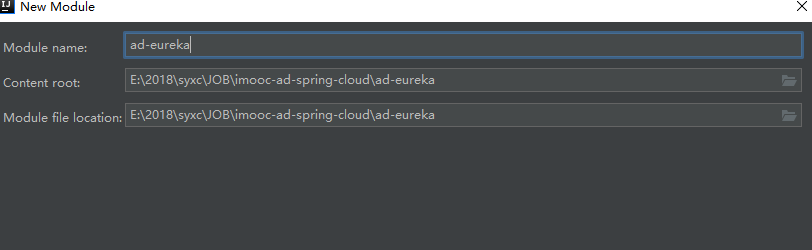 IJ New Module
Module name: ad-eureka
Content root: E:\2018\syxc\JOB\imooc-ad-spring-cloud\ad-eureka
Module file location: E:\2018\syxc\JOB\imooc-ad-spring-cloud\ad-eureka